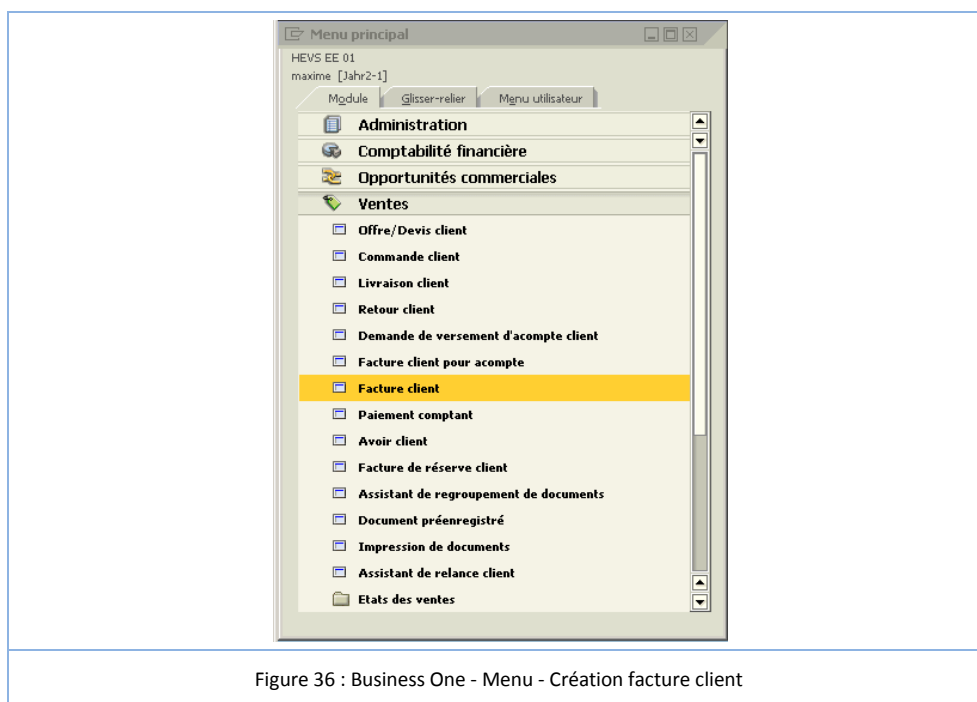 Menu principal
HEVS EE 01
maxime [Jahr2-1]
Module Glisser-relier Menu utilisateur
Administration
Comptabilité financière
Opportunités commerciales
Ventes
Offre/Devis client
Commande client
Livraison client
Retour client
Demande de versement d'acompte client
Facture client pour acompte
Facture client
Paiement comptant
Avoir client
Facture de réserve client
Assistant de regroupement de documents
Document préenregistré
Impression de documents
Assistant de relance client
Etats des ventes
Figure 36 : Business One - Menu - Création facture client